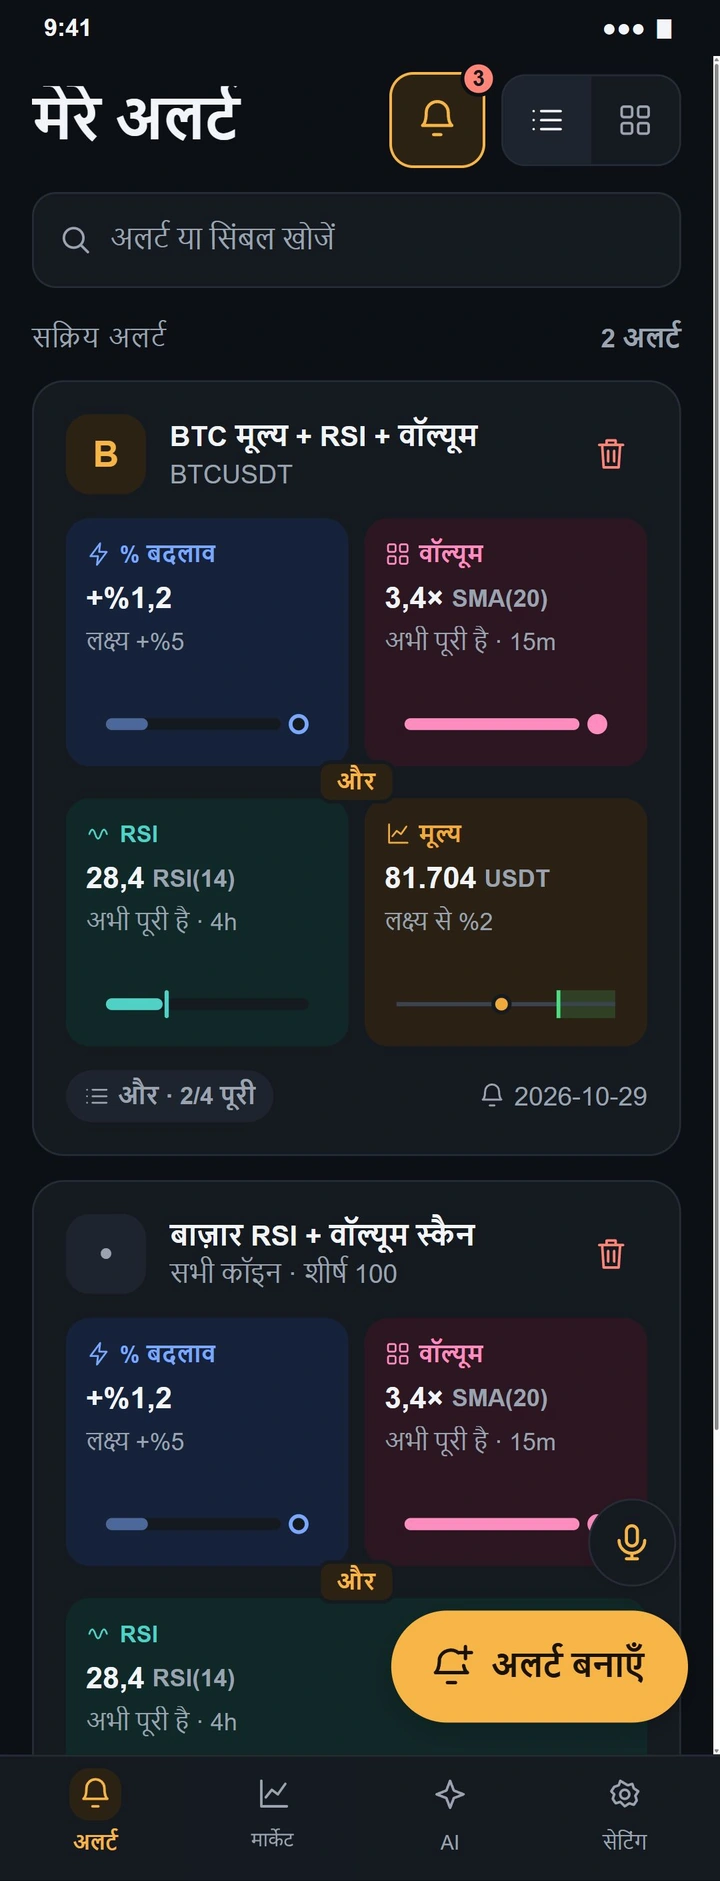 9:41
मेरे अलर्ट
3
अलर्ट या सिंबल खोजें
सक्रिय अलर्ट
2 अलर्ट
B
BTC मूल्य + RSI + वॉल्यूम
BTCUSDT
% बदलाव
+%1,2
लक्ष्य +%5
वॉल्यूम
3,4× SMA(20)
अभी पूरी है · 15m
और
RSI
28,4 RSI(14)
अभी पूरी है · 4h
मूल्य
81.704 USDT
लक्ष्य से %2
और · 2/4 पूरी
2026-10-29
बाज़ार RSI + वॉल्यूम स्कैन
सभी कॉइन · शीर्ष 100
% बदलाव
+%1,2
लक्ष्य +%5
वॉल्यूम
3,4× SMA(20)
अभी पूरी है · 15m
और
RSI
28,4 RSI(14)
अभी पूरी है · 4h
अलर्ट बनाएँ
अलर्ट
मार्केट
AI
सेटिंग